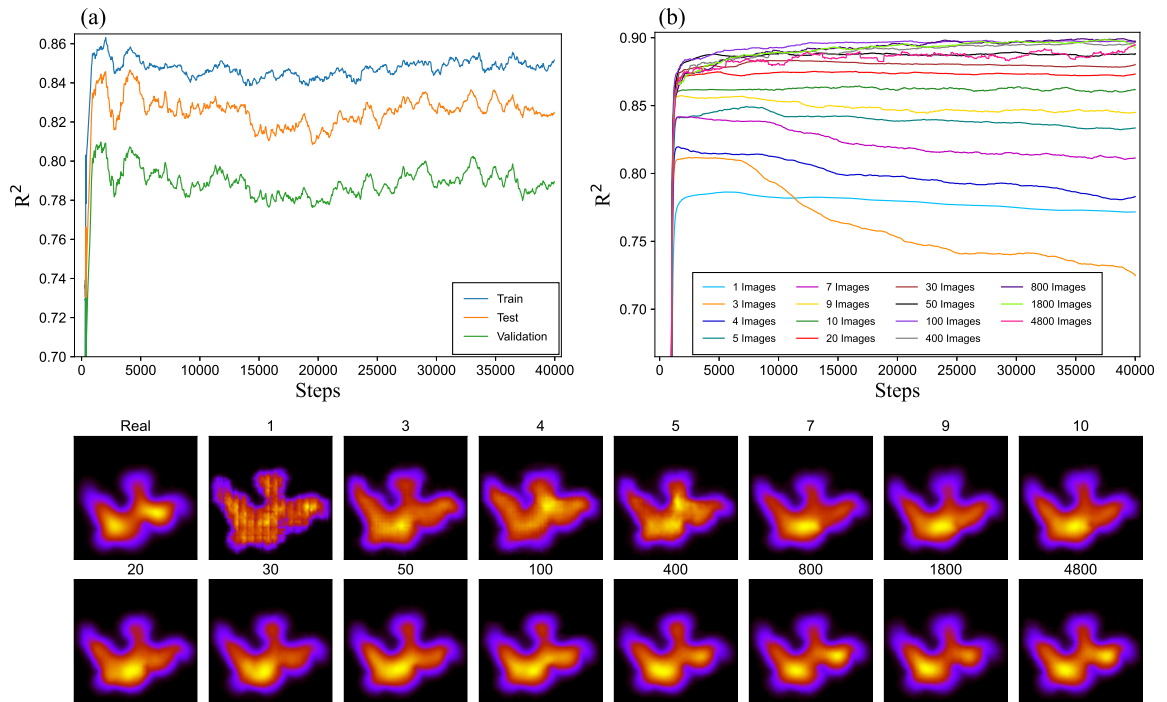 (a)
(b)
R²
0.86
0.84
0.82
0.80
0.78
0.76
0.74
0.72
0.70
0 5000 10000 15000 20000 25000 30000 35000 40000
Steps
Train
Test
Validation
R²
0.90
0.85
0.80
0.75
0.70
0 5000 10000 15000 20000 25000 30000 35000 40000
Steps
1 Images 7 Images 30 Images 800 Images
3 Images 9 Images 50 Images 1800 Images
4 Images 10 Images 100 Images 4800 Images
5 Images 20 Images 400 Images
Real 1 3 4 5 7 9 10
20 30 50 100 400 800 1800 4800